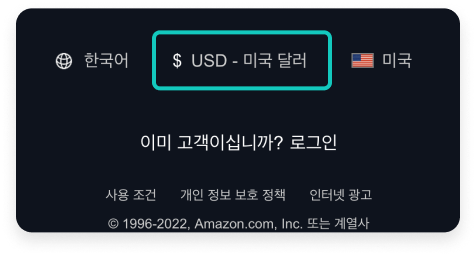 한국어 $ USD - 미국 달러 미국
이미 고객이십니까? 로그인
사용 조건 개인 정보 보호 정책 인터넷 광고
© 1996-2022, Amazon.com, Inc. 또는 계열사